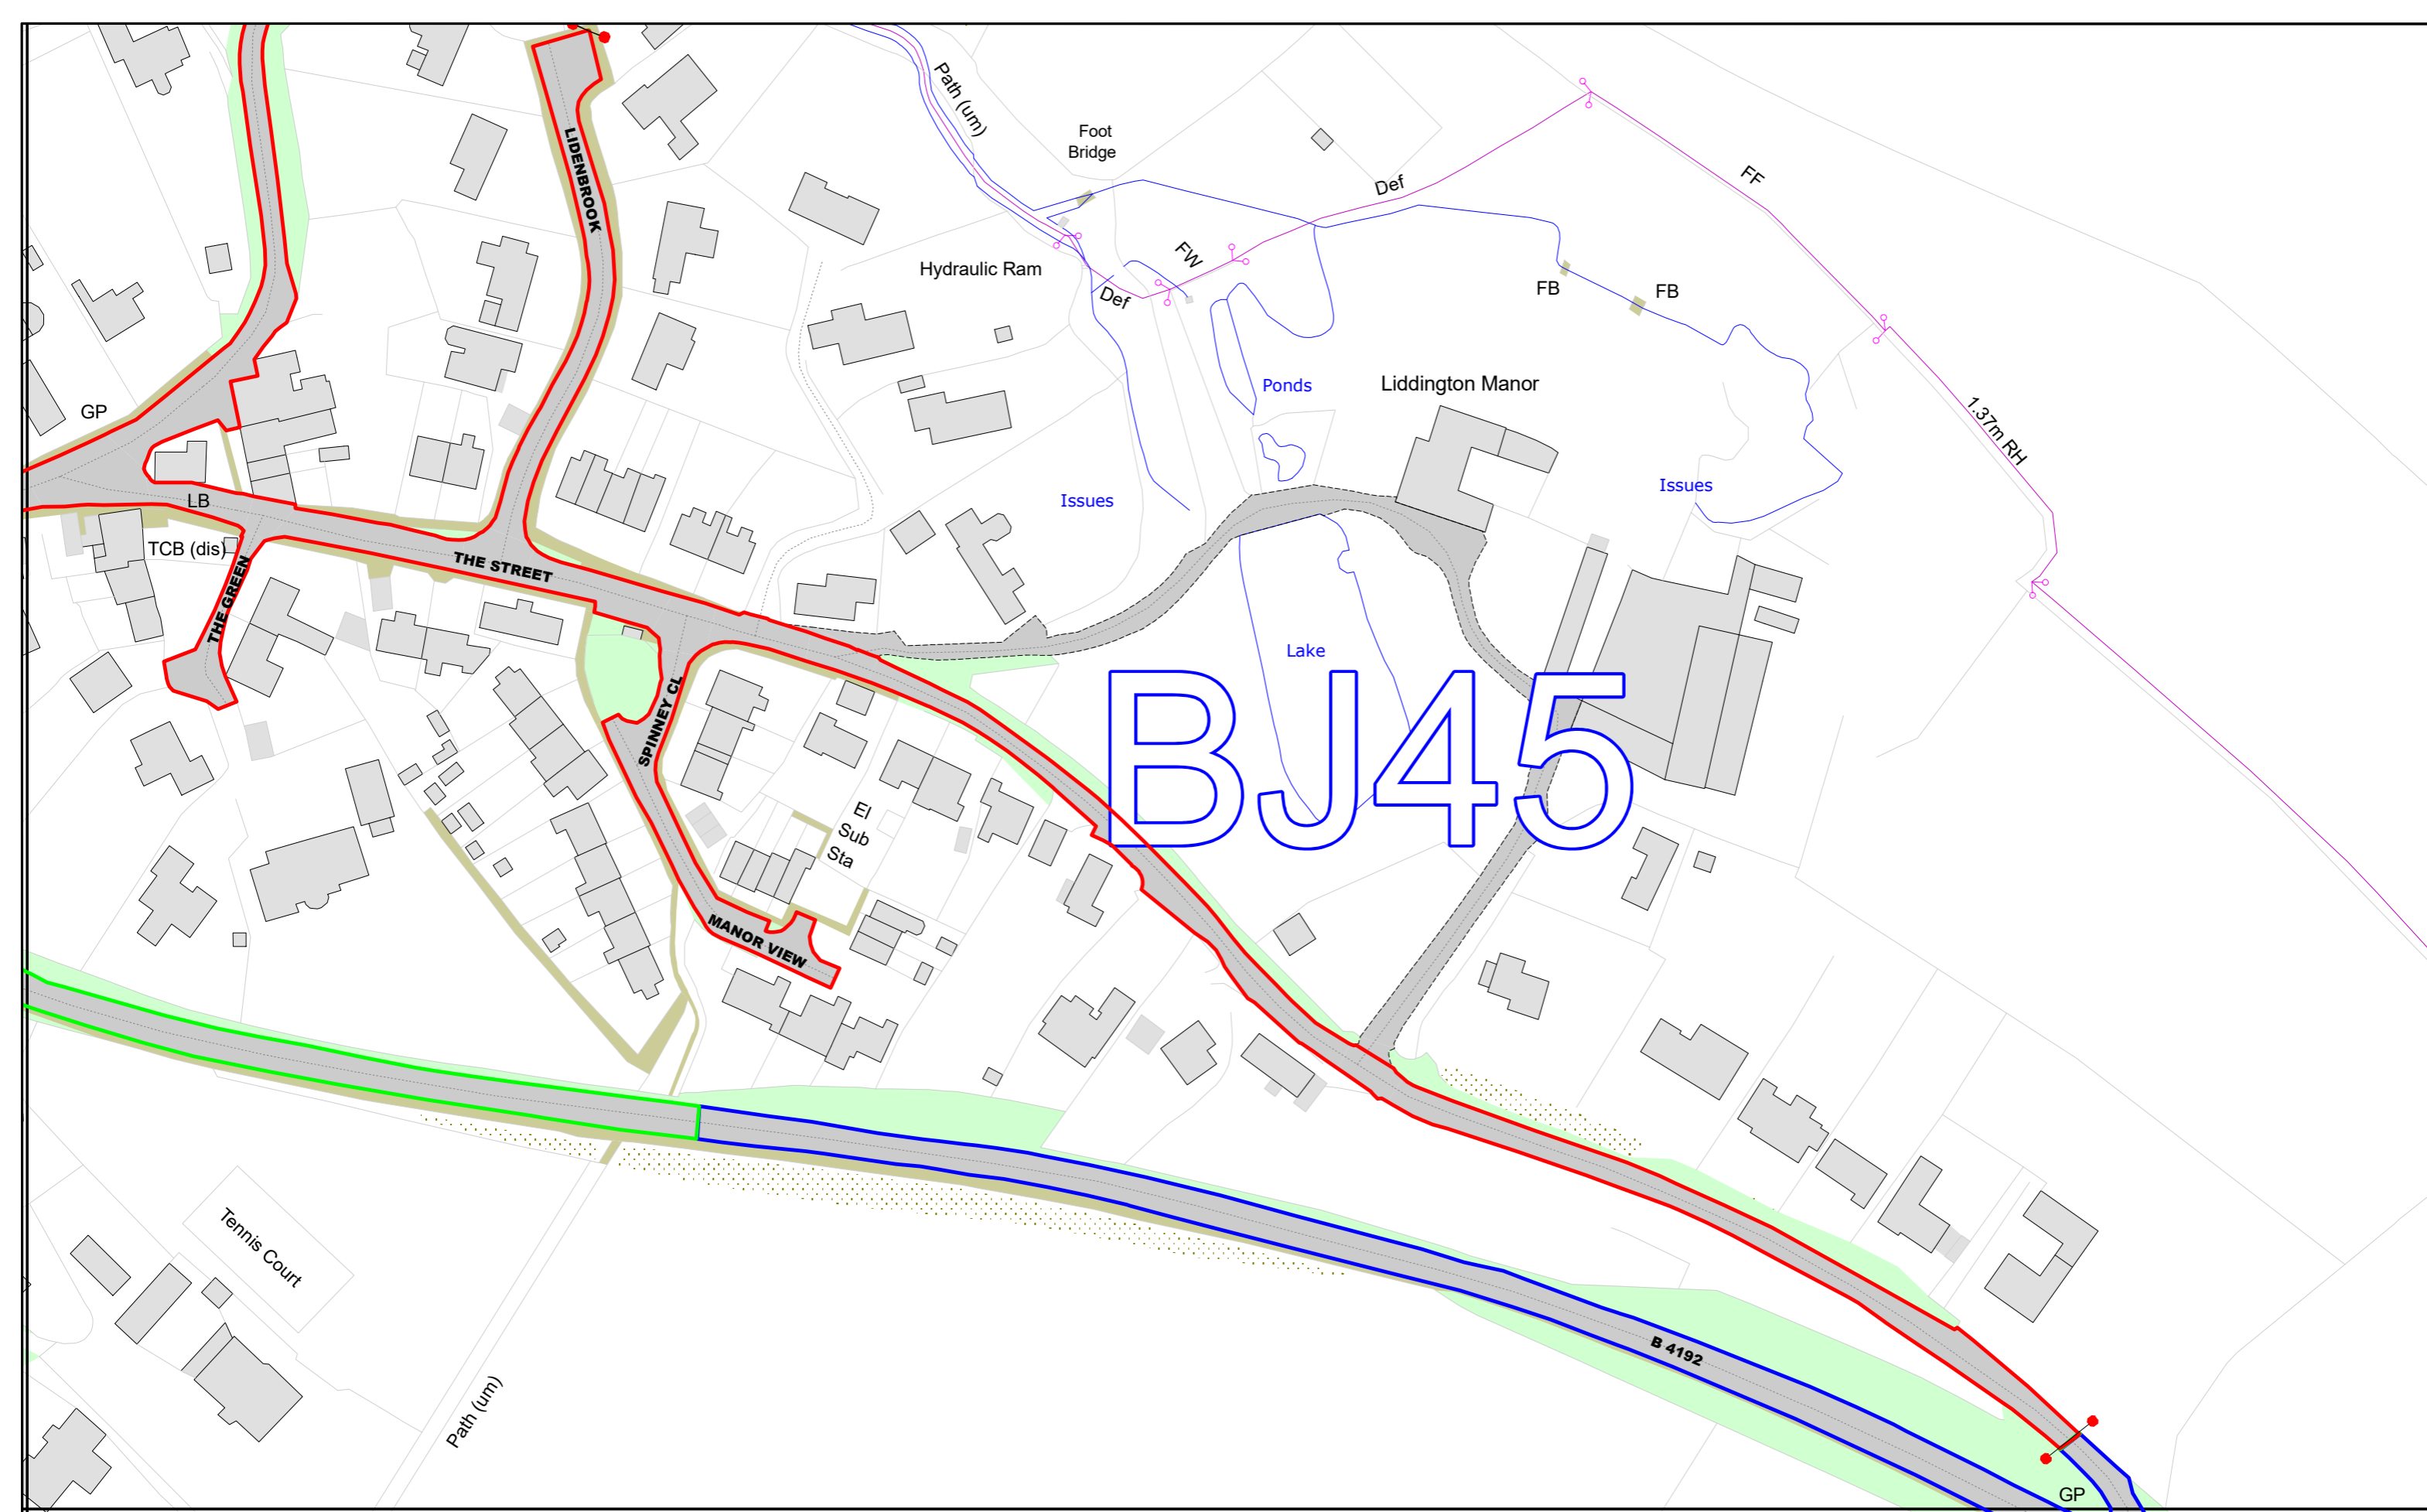 Path (um)
Foot
Bridge
LIDENBROOK
FF
Def
FW
Hydraulic Ram
Def
FB
FB
Ponds
Liddington Manor
GP
1.37m RH
LB
Issues
Issues
TCB (dis)
THE STREET
THE GREEN
Lake
SPINNEY CL
BJ45
El
Sub
Sta
MANOR VIEW
Tennis Court
B 4192
Path (um)
GP